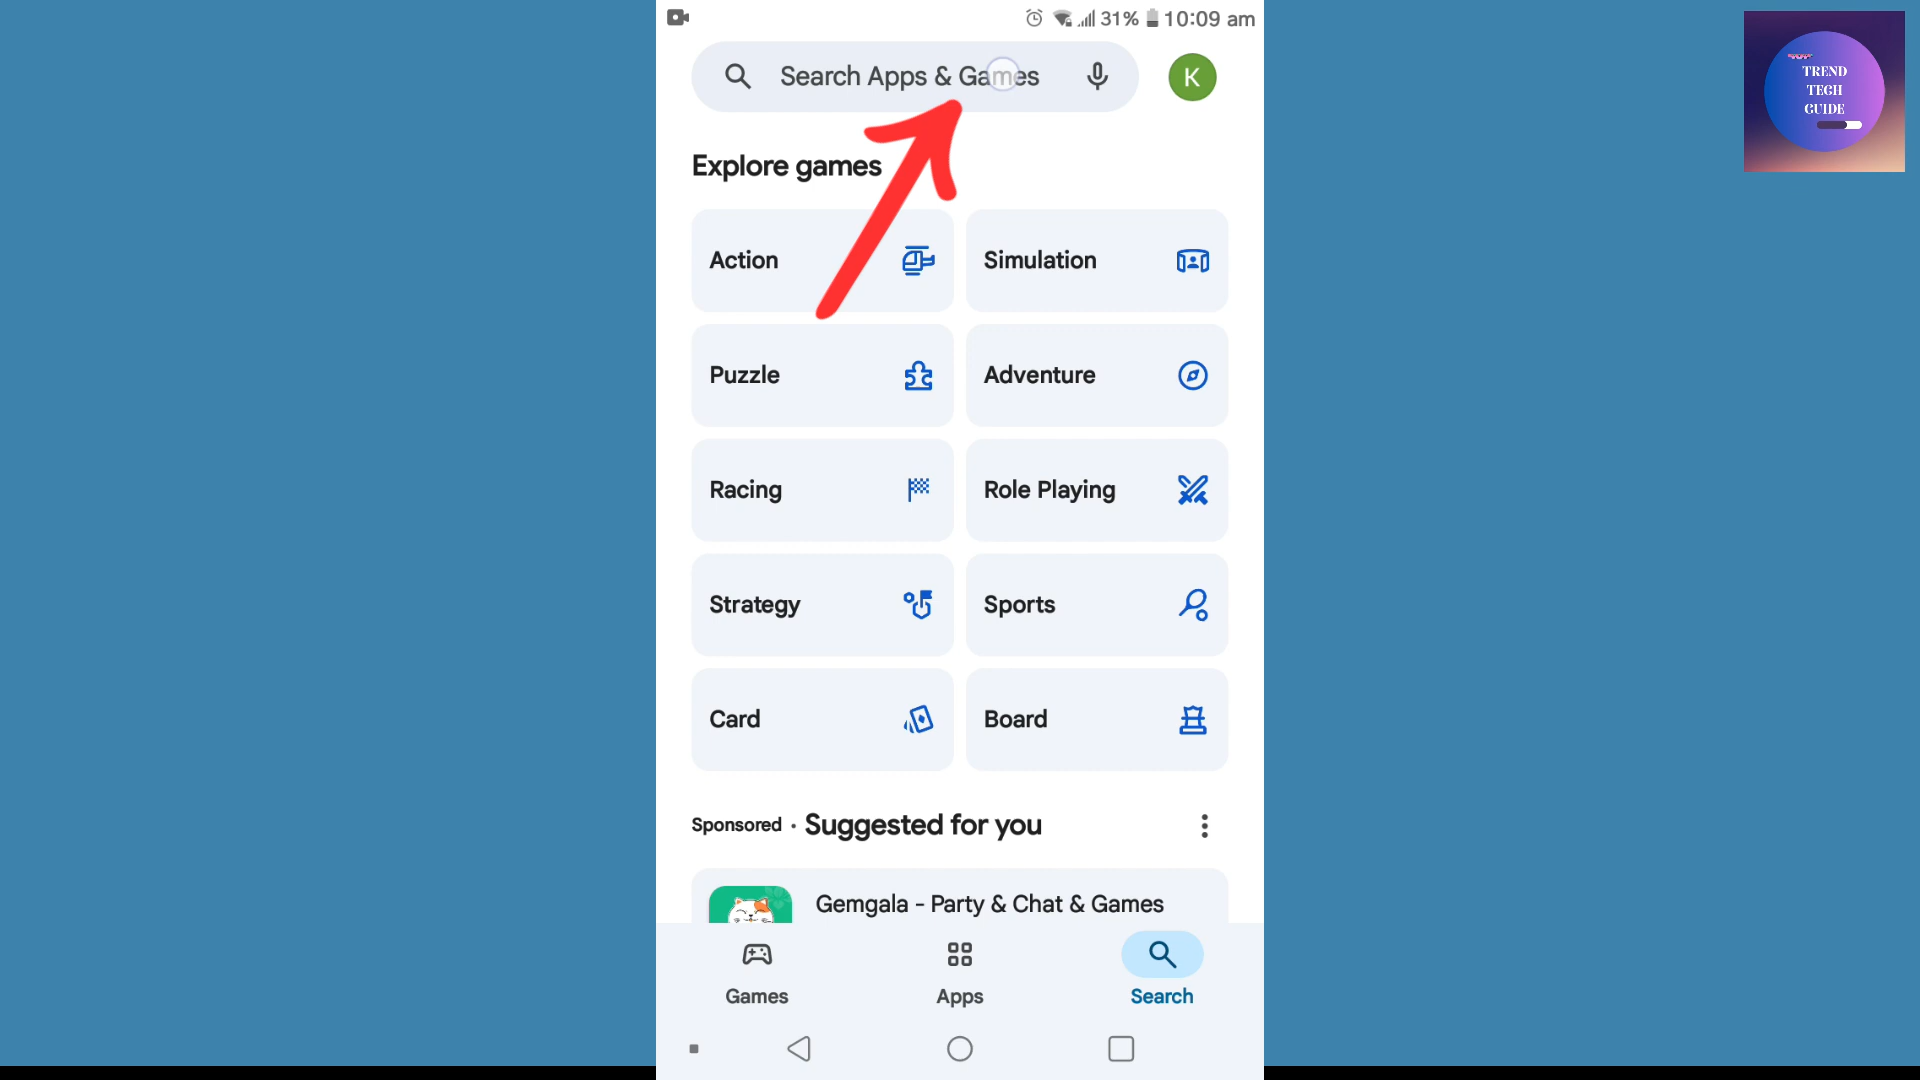 31% 10:09 am
Search Apps & Games
K
TREND
TECH
GUIDE
Explore games
Action
Simulation
Puzzle
Adventure
Racing
Role Playing
Strategy
Sports
Card
Board
Sponsored · Suggested for you
Gemgala - Party & Chat & Games
Games
Apps
Search